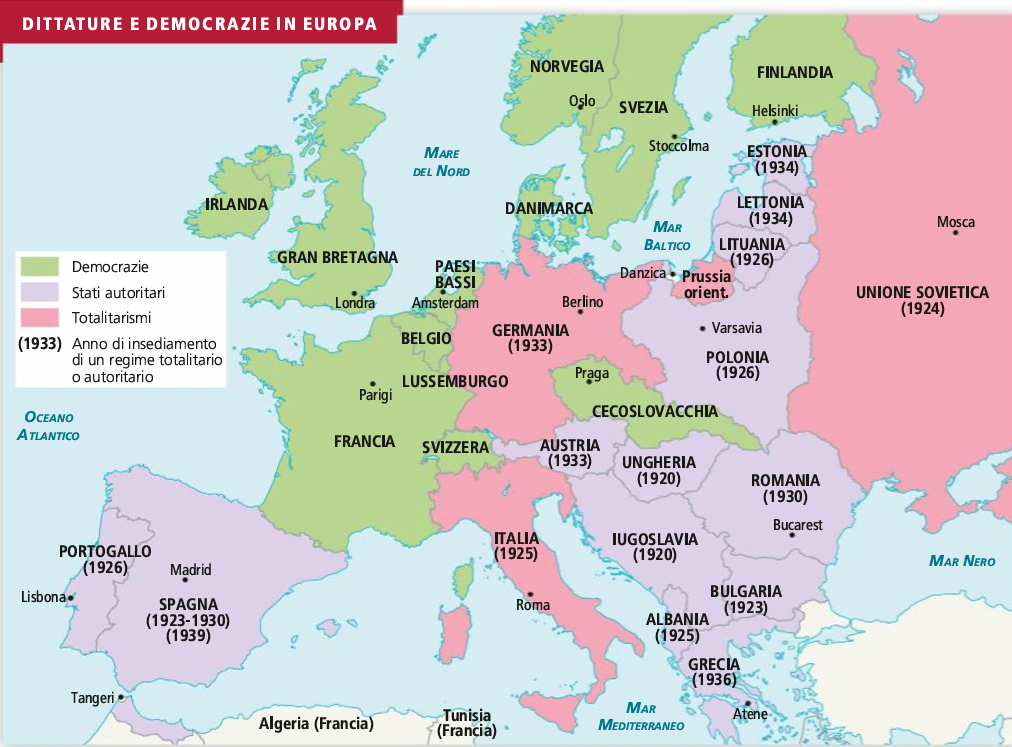 DITTATURE E DEMOCRAZIE IN EUROPA
NORVEGIA
Oslo
SVEZIA
Stoccolma
FINLANDIA
Helsinki
ESTONIA
(1934)
LETTONIA
(1934)
LITUANIA
(1926)
MARE
DEL NORD
DANIMARCA
MAR
BALTICO
Mosca
IRLANDA
GRAN BRETAGNA
Londra
PAESI
BASSI
Amsterdam
Danzica
Prussia
orient.
UNIONE SOVIETICA
(1924)
Democrazie
Stati autoritari
Totalitarismi
(1933) Anno di insediamento
di un regime totalitario
o autoritario
Berlino
GERMANIA
(1933)
Varsavia
POLONIA
(1926)
BELGIO
LUSSEMBURGO
Praga
CECOSLOVACCHIA
Parigi
FRANCIA
OCEANO
ATLANTICO
SVIZZERA
AUSTRIA
(1933)
UNGHERIA
(1920)
ROMANIA
(1930)
Bucarest
ITALIA
(1925)
Roma
IUGOSLAVIA
(1920)
MAR NERO
PORTOGALLO
(1926)
Lisbona
Madrid
SPAGNA
(1923-1930)
(1939)
BULGARIA
(1923)
ALBANIA
(1925)
GRECIA
(1936)
Atene
Tangeri
Algeria (Francia)
Tunisia
(Francia)
MAR
MEDITERRANEO